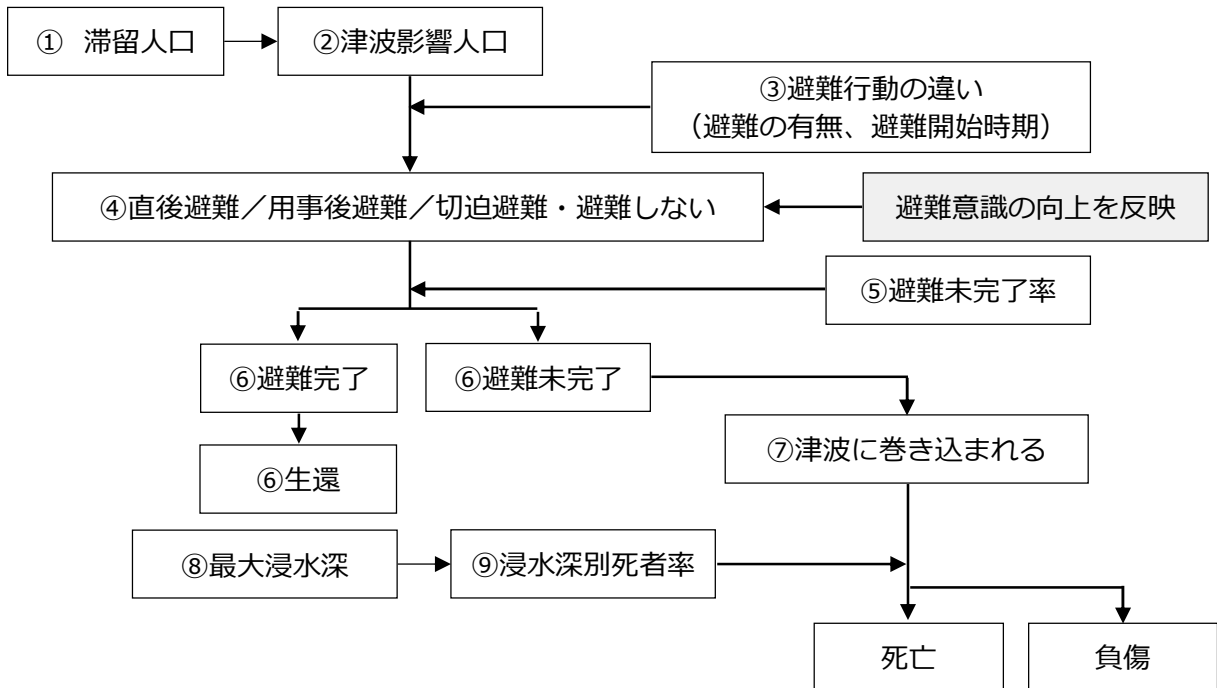 ① 滞留人口
②津波影響人口
③避難行動の違い
(避難の有無、避難開始時期)
④直後避難／用事後避難／切迫避難・避難しない
避難意識の向上を反映
⑤避難未完了率
⑥避難完了
⑥避難未完了
⑦津波に巻き込まれる
⑥生還
⑧最大浸水深
⑨浸水深別死者率
死亡
負傷